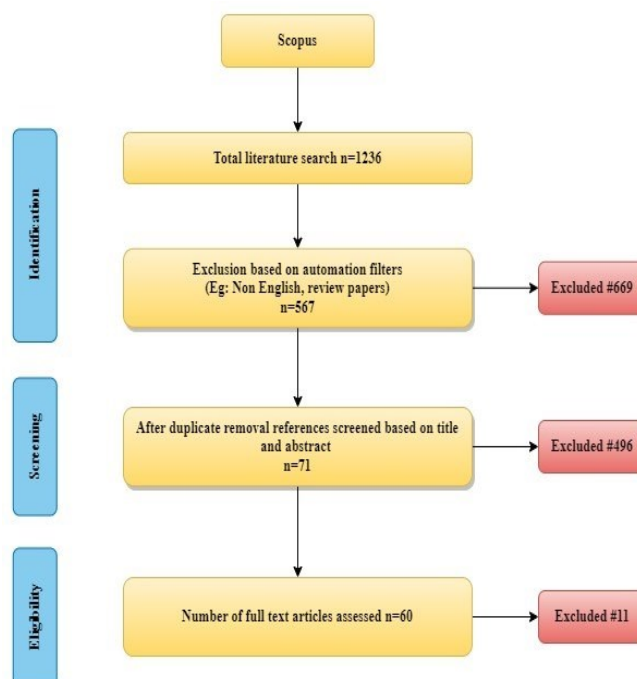 Scopus
Identification
Total literature search n=1236
Exclusion based on automation filters
(Eg: Non English, review papers)
n=567
Excluded #669
Screening
After duplicate removal references screened based on title
and abstract
n=71
Excluded #496
Eligibility
Number of full text articles assessed n=60
Excluded #11